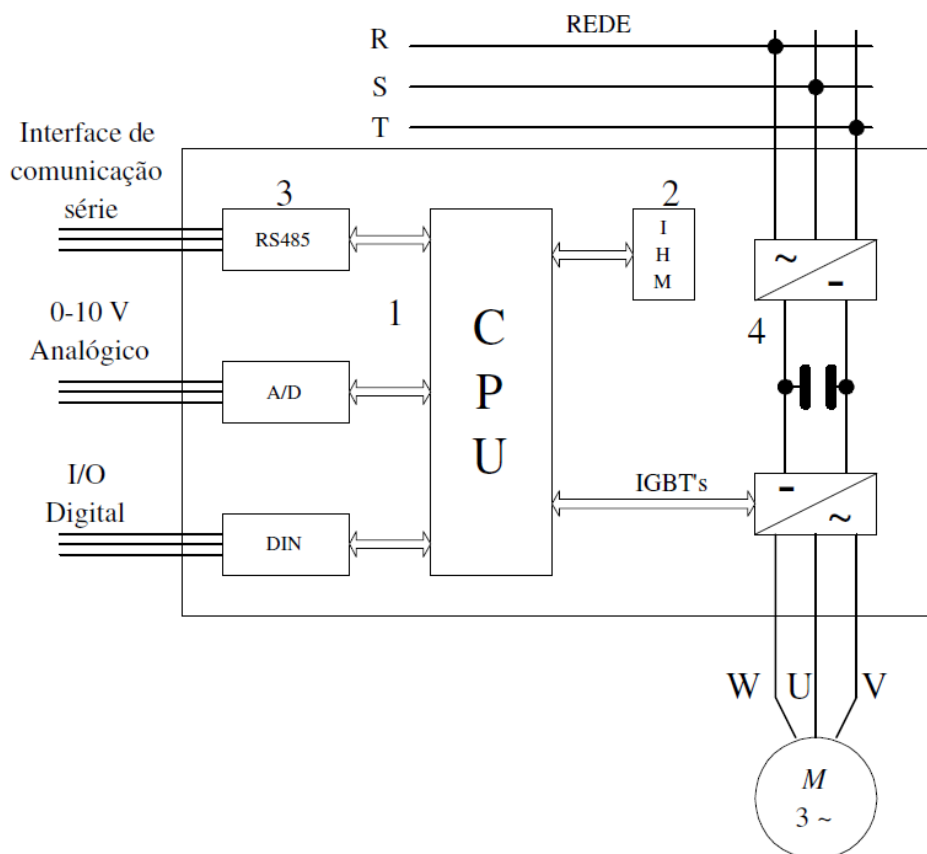 REDE
R
S
T
Interface de
comunicação
série
3
RS485
2
I
H
M
~
-
0-10 V
Analógico
1
A/D
C
P
U
4
I/O
Digital
DIN
IGBT's
-
~
W U V
M
3 ~